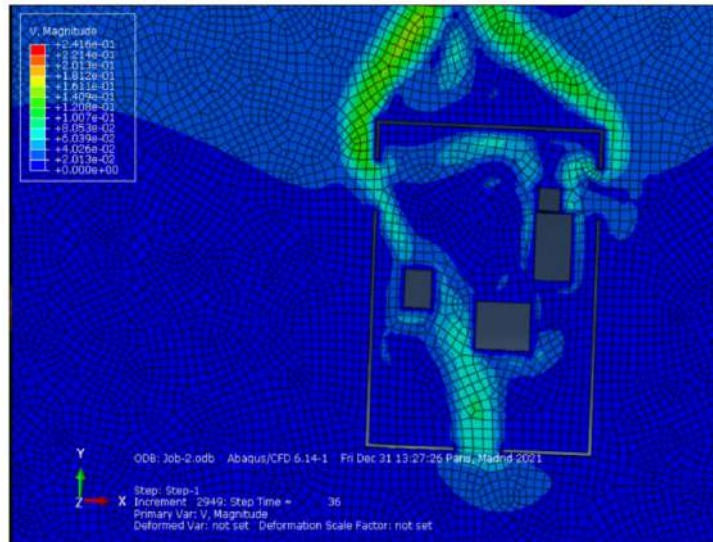 V, Magnitude
+2.416e-01
+2.214e-01
+2.013e-01
+1.812e-01
+1.611e-01
+1.409e-01
+1.208e-01
+1.007e-01
+8.053e-02
+6.039e-02
+4.026e-02
+2.013e-02
+0.000e+00
ODB: Job-2.odb Abaqus/CFD 6.14-1 Fri Dec 31 13:27:26 Paris, Madrid 2021
Y
Z X
Step: Step-1
Increment 2949: Step Time = 36
Primary Var: V, Magnitude
Deformed Var: not set Deformation Scale Factor: not set